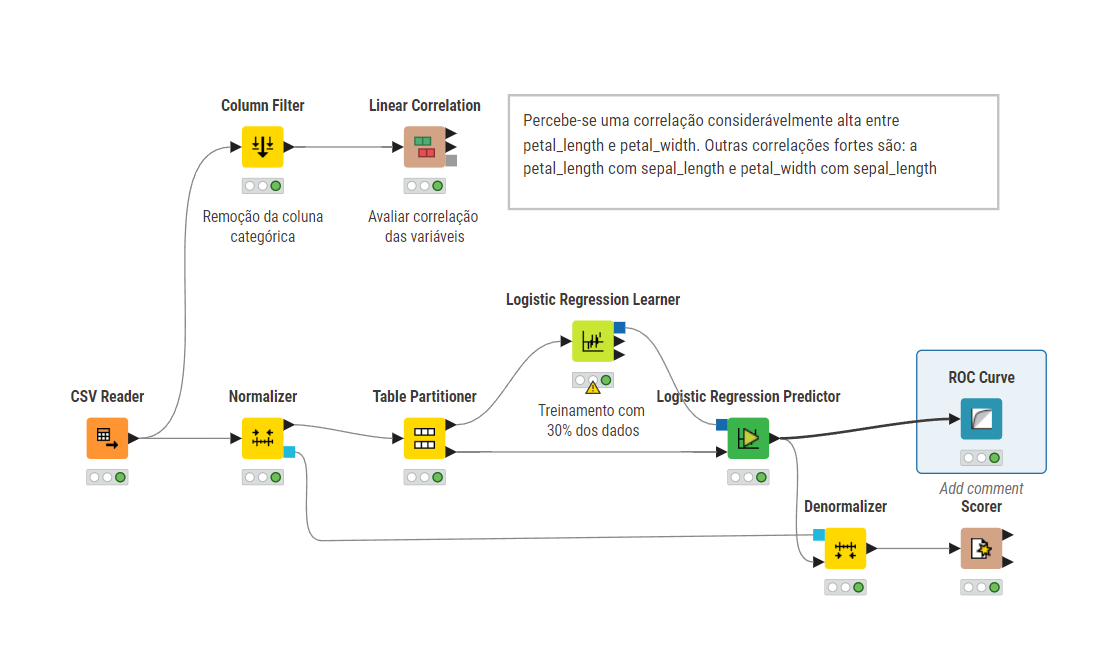 Column Filter
Linear Correlation
Percebe-se uma correlação considerávelmente alta entre
petal_length e petal_width. Outras correlações fortes são: a
petal_length com sepal_length e petal_width com sepal_length
Remoção da coluna
categórica
Avaliar correlação
das variáveis
Logistic Regression Learner
CSV Reader
Normalizer
Table Partitioner
Treinamento com
30% dos dados
Logistic Regression Predictor
ROC Curve
Add comment
Denormalizer
Scorer